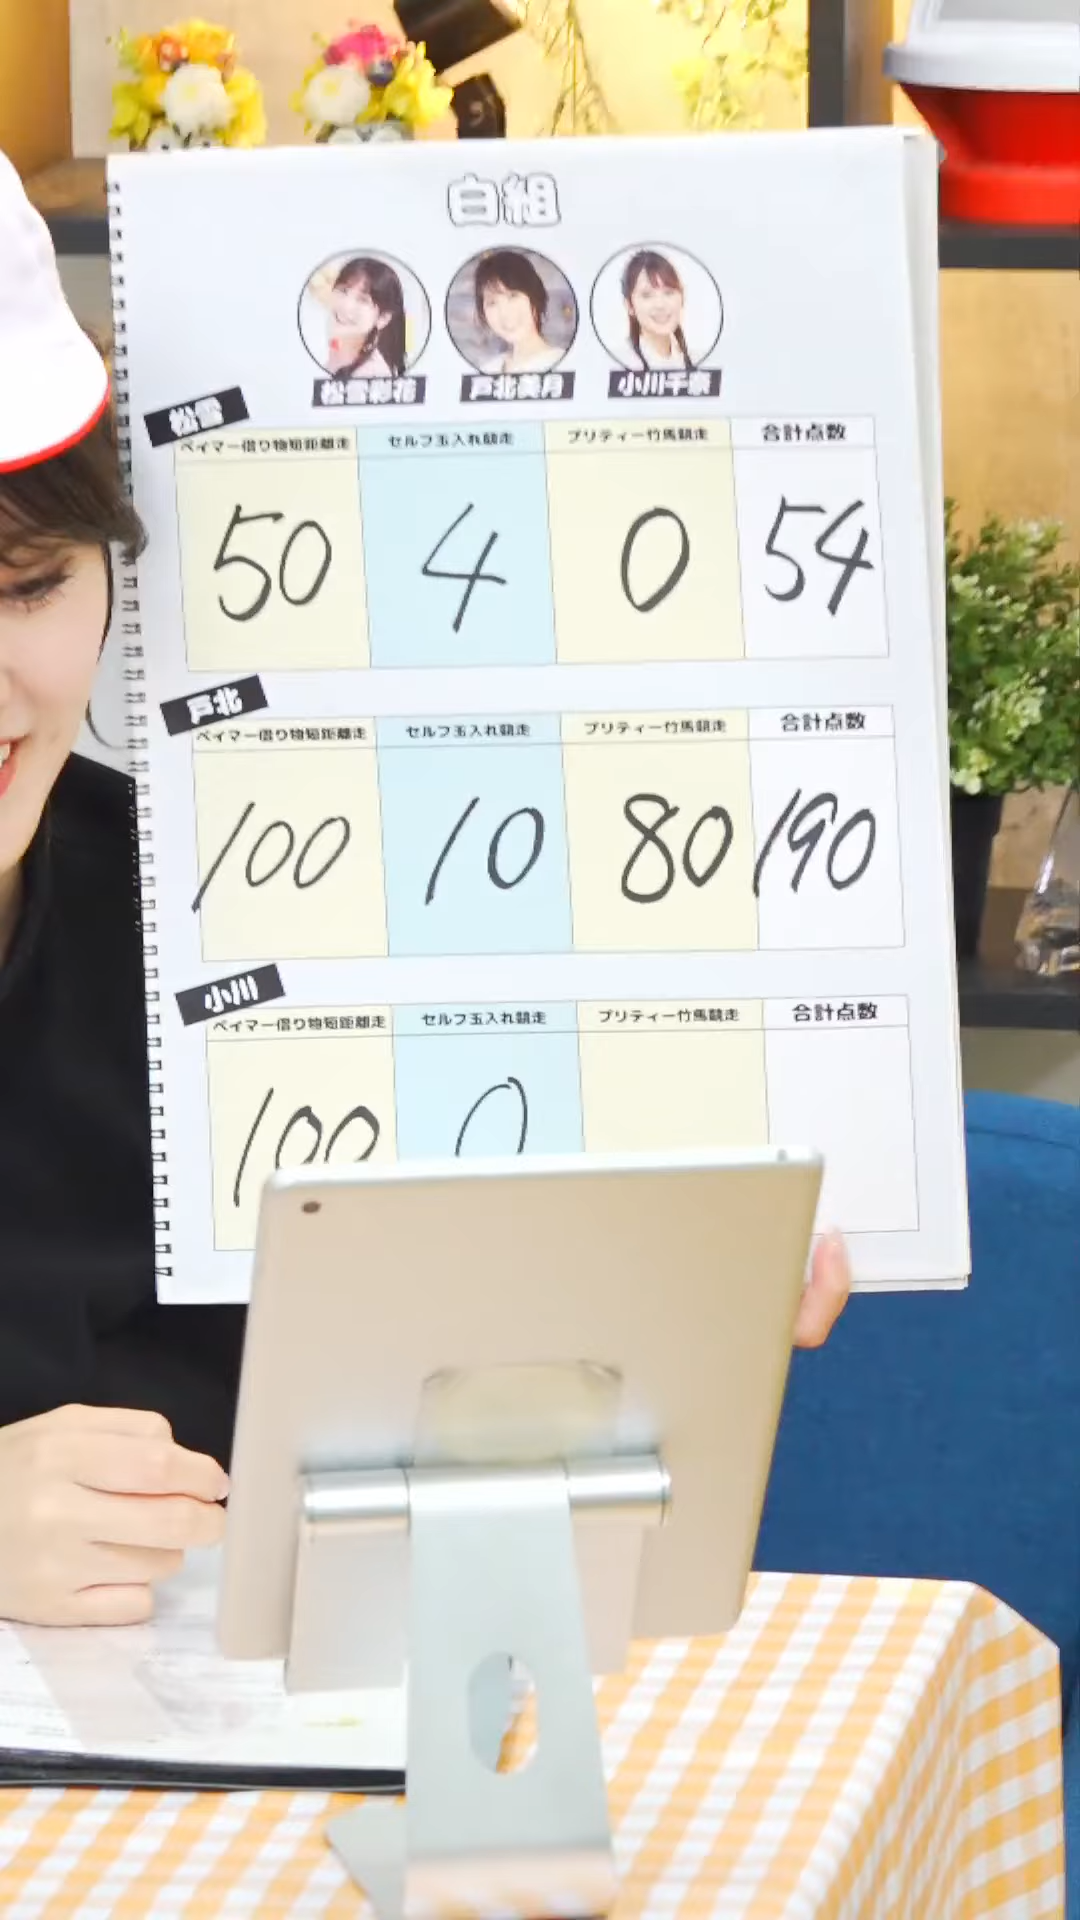 白組
松雪彩花 戸北美月 小川千奈
松雪
ペイマー借り物短距離走 セルフ玉入れ競走 プリティー竹馬競走 合計点数
50 4 0 54
戸北
ペイマー借り物短距離走 セルフ玉入れ競走 プリティー竹馬競走 合計点数
100 10 80 190
小川
ペイマー借り物短距離走 セルフ玉入れ競走 プリティー竹馬競走 合計点数
100 0